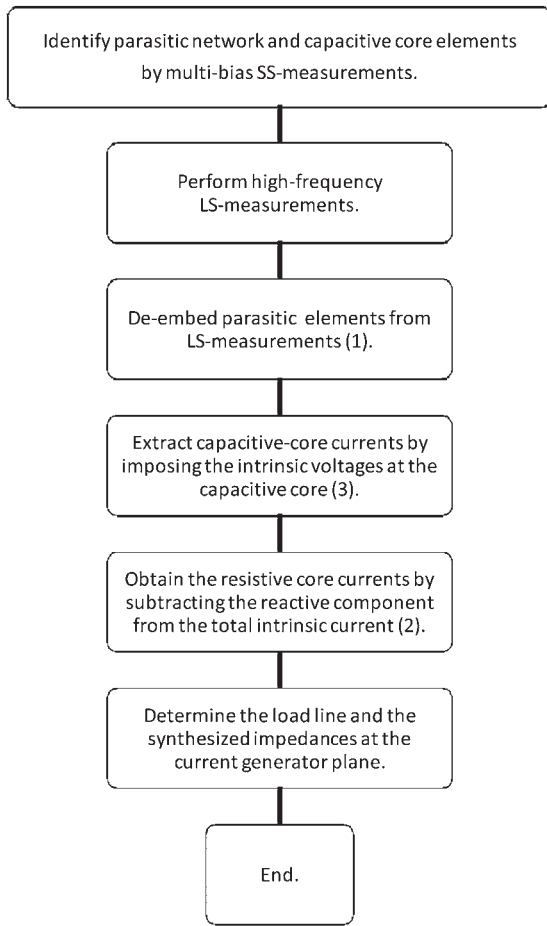 Identify parasitic network and capacitive core elements
by multi-bias SS-measurements.
Perform high-frequency
LS-measurements.
De-embed parasitic elements from
LS-measurements (1).
Extract capacitive-core currents by
imposing the intrinsic voltages at the
capacitive core (3).
Obtain the resistive core currents by
subtracting the reactive component
from the total intrinsic current (2).
Determine the load line and the
synthesized impedances at the
current generator plane.
End.